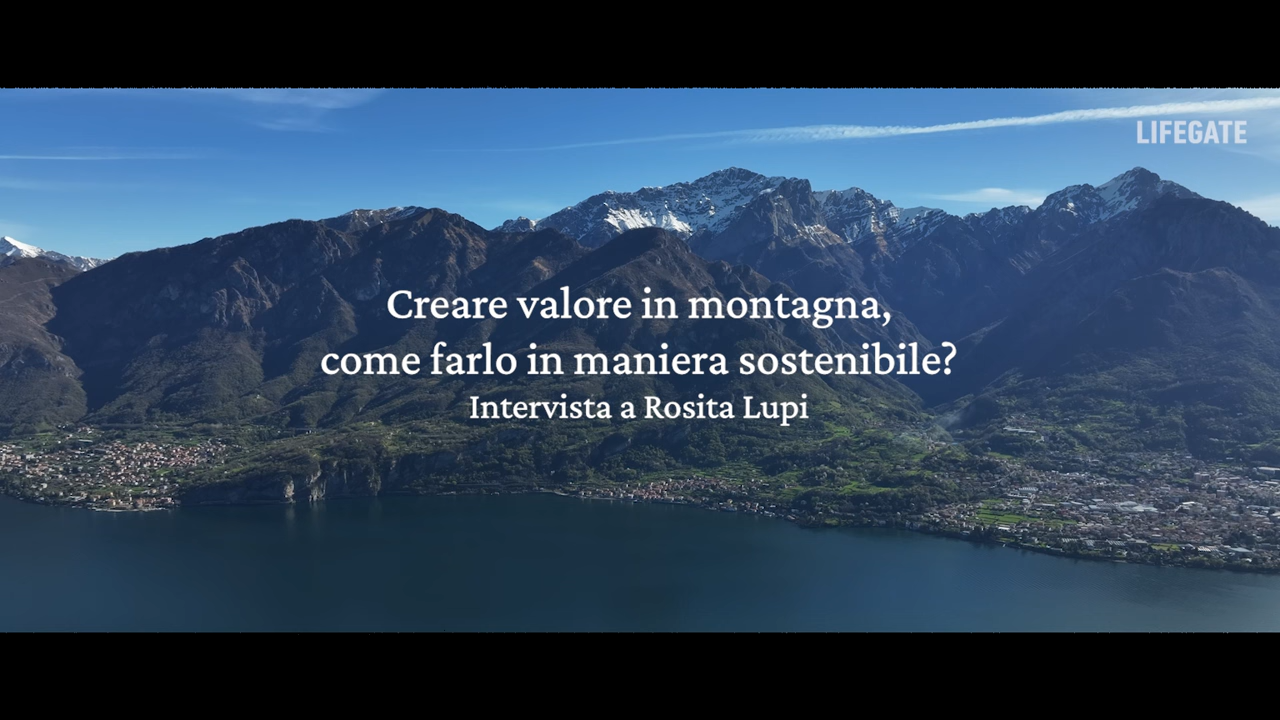 LIFEGATE
Creare valore in montagna,
come farlo in maniera sostenibile?
Intervista a Rosita Lupi